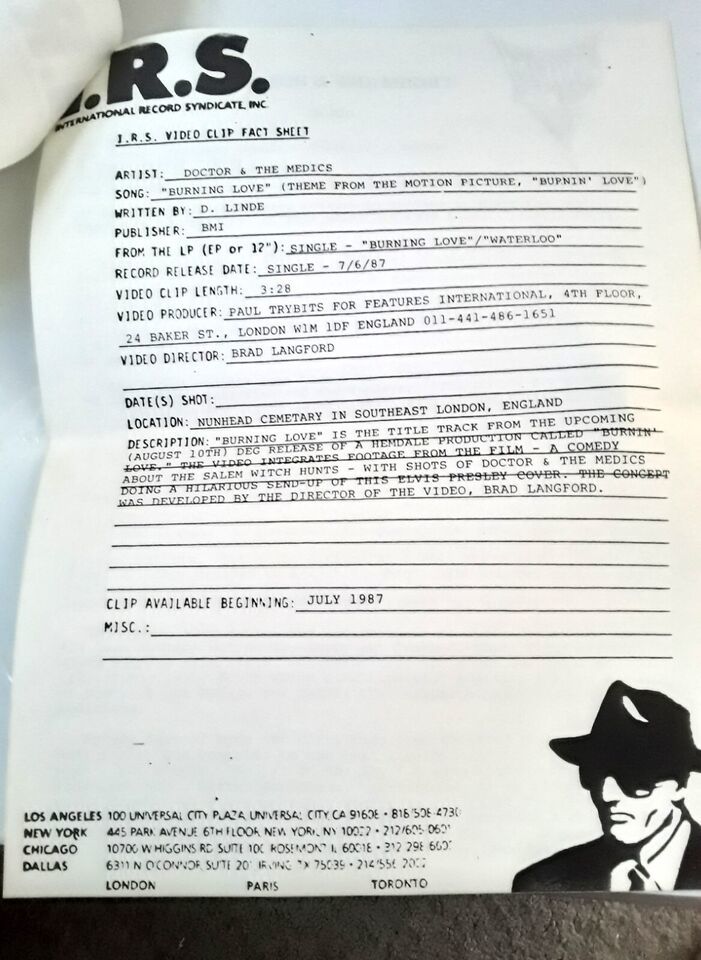 I.R.S.
INTERNATIONAL RECORD SYNDICATE, INC.
I.R.S. VIDEO CLIP FACT SHEET
ARTIST: DOCTOR & THE MEDICS
SONG: "BURNING LOVE" (THEME FROM THE MOTION PICTURE, "BUPNIN' LOVE")
WRITTEN BY: D. LINDE
PUBLISHER: BMI
FROM THE LP (EP or 12"): SINGLE - "BURNING LOVE"/"WATERLOO"
RECORD RELEASE DATE: SINGLE - 7/6/87
VIDEO CLIP LENGTH: 3:28
VIDEO PRODUCER: PAUL TRYBITS FOR FEATURES INTERNATIONAL, 4TH FLOOR,
24 BAKER ST., LONDON W1M 1DF ENGLAND 011-441-486-1651
VIDEO DIRECTOR: BRAD LANGFORD
DATE(S) SHOT:
LOCATION: NUNHEAD CEMETARY IN SOUTHEAST LONDON, ENGLAND
DESCRIPTION: "BURNING LOVE" IS THE TITLE TRACK FROM THE UPCOMING
(AUGUST 10TH) DEG RELEASE OF A HEMDALE PRODUCTION CALLED "BURNIN'
LOVE." THE VIDEO INTEGRATES FOOTAGE FROM THE FILM - A COMEDY
ABOUT THE SALEM WITCH HUNTS - WITH SHOTS OF DOCTOR & THE MEDICS
DOING A HILARIOUS SEND-UP OF THIS ELVIS PRESLEY COVER. THE CONCEPT
WAS DEVELOPED BY THE DIRECTOR OF THE VIDEO, BRAD LANGFORD.
CLIP AVAILABLE BEGINNING: JULY 1987
MISC.:
LOS ANGELES 100 UNIVERSAL CITY PLAZA, UNIVERSAL CITY, CA 91608 •
NEW YORK 445 PARK AVENUE 6TH FLOOR, NEW YORK, NY 10022 •
CHICAGO 10700 W HIGGINS RD SUITE 100 ROSEMONT IL 60018 •
DALLAS 6311 N O'CONNOR, SUITE IRVING TX 75039 •
LONDON PARIS TORONTO